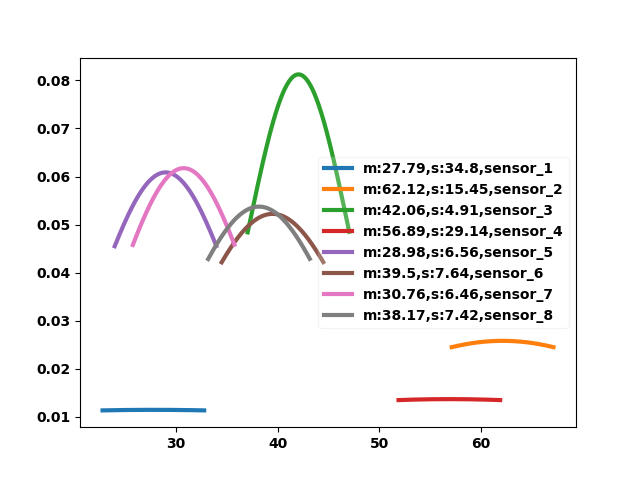 0.08
0.07
0.06
0.05
0.04
0.03
0.02
0.01
30
40
50
60
m:27.79,s:34.8,sensor_1
m:62.12,s:15.45,sensor_2
m:42.06,s:4.91,sensor_3
m:56.89,s:29.14,sensor_4
m:28.98,s:6.56,sensor_5
m:39.5,s:7.64,sensor_6
m:30.76,s:6.46,sensor_7
m:38.17,s:7.42,sensor_8